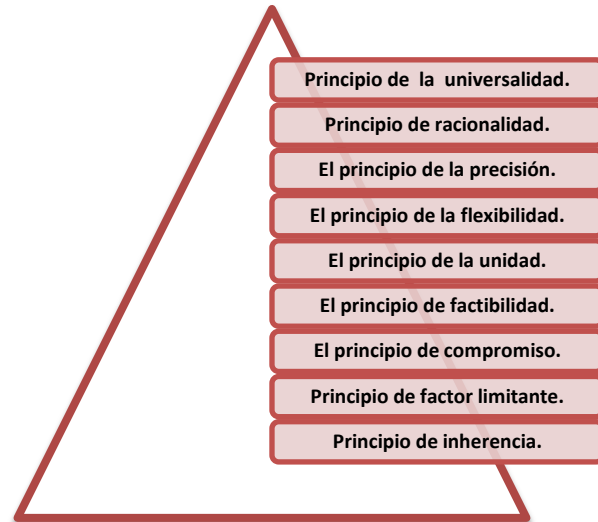 Principio de la universalidad.
Principio de racionalidad.
El principio de la precisión.
El principio de la flexibilidad.
El principio de la unidad.
El principio de factibilidad.
El principio de compromiso.
Principio de factor limitante.
Principio de inherencia.